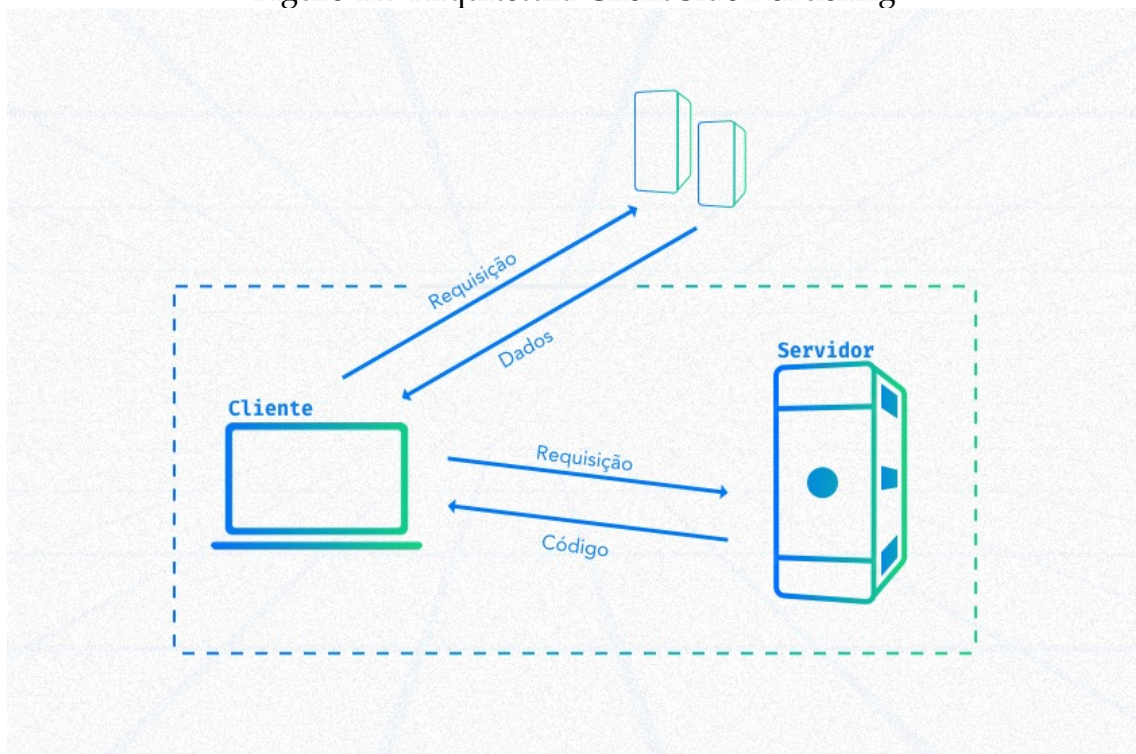 Requisição
Dados
Servidor
Cliente
Requisição
Código